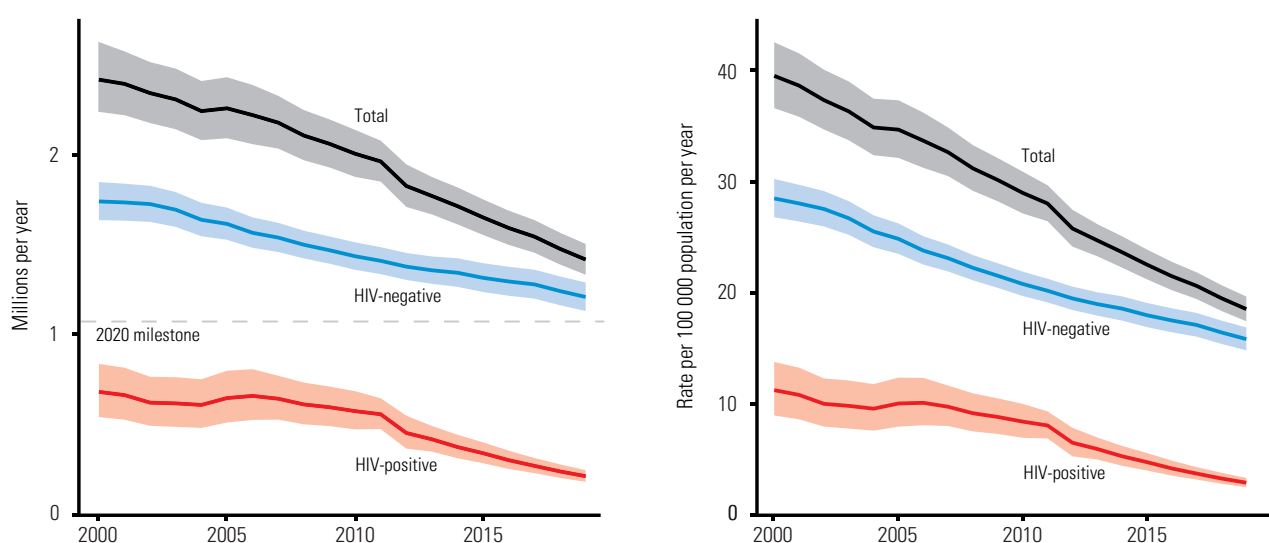 Millions per year
2
1
0
Total
HIV-negative
2020 milestone
HIV-positive
2000
2005
2010
2015
Rate per 100 000 population per year
40
30
20
10
0
Total
HIV-negative
HIV-positive
2000
2005
2010
2015